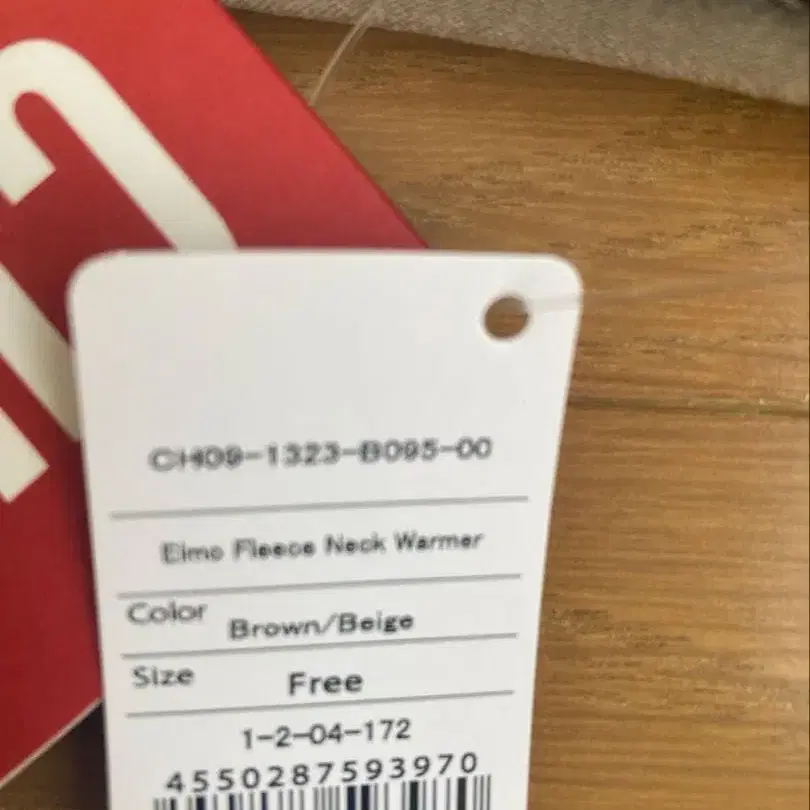 CH09-1323-B095-00
Elmo Fleece Neck Warmer
Color Brown/Beige
Size Free
1-2-04-172
4550287593970